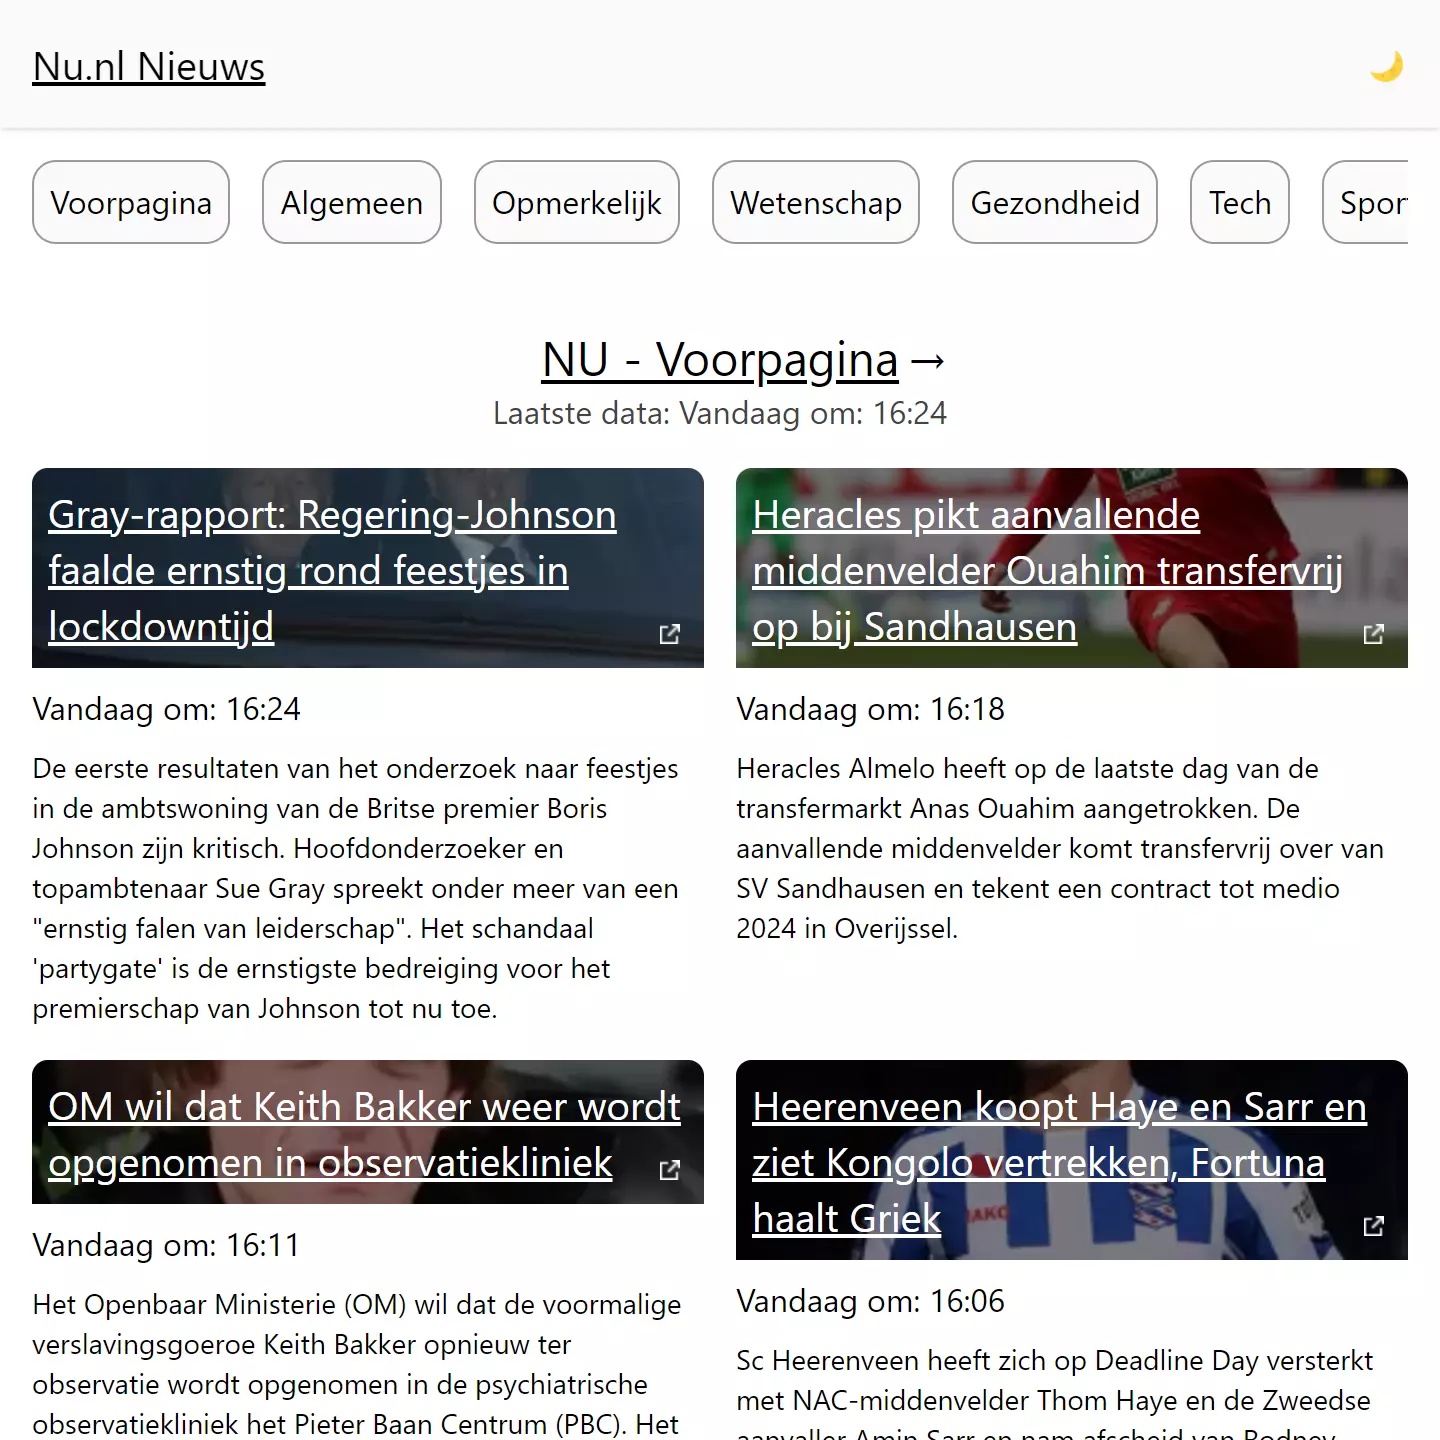 Nu.nl Nieuws
Voorpagina
Algemeen
Opmerkelijk
Wetenschap
Gezondheid
Tech
Spor
NU - Voorpagina →
Laatste data: Vandaag om: 16:24
Gray-rapport: Regering-Johnson
faalde ernstig rond feestjes in
lockdowntijd
Vandaag om: 16:24
De eerste resultaten van het onderzoek naar feestjes
in de ambtswoning van de Britse premier Boris
Johnson zijn kritisch. Hoofdonderzoeker en
topambtenaar Sue Gray spreekt onder meer van een
"ernstig falen van leiderschap". Het schandaal
'partygate' is de ernstigste bedreiging voor het
premierschap van Johnson tot nu toe.
Heracles pikt aanvallende
middenvelder Ouahim transfervrij
op bij Sandhausen
Vandaag om: 16:18
Heracles Almelo heeft op de laatste dag van de
transfermarkt Anas Ouahim aangetrokken. De
aanvallende middenvelder komt transfervrij over van
SV Sandhausen en tekent een contract tot medio
2024 in Overijssel.
OM wil dat Keith Bakker weer wordt
opgenomen in observatiekliniek
Vandaag om: 16:11
Het Openbaar Ministerie (OM) wil dat de voormalige
verslavingsgoeroe Keith Bakker opnieuw ter
observatie wordt opgenomen in de psychiatrische
observatiekliniek het Pieter Baan Centrum (PBC). Het
Heerenveen koopt Haye en Sarr en
ziet Kongolo vertrekken, Fortuna
haalt Griek
Vandaag om: 16:06
Sc Heerenveen heeft zich op Deadline Day versterkt
met NAC-middenvelder Thom Haye en de Zweedse
aanvaller Amin Sarr en nam afscheid van Rodney